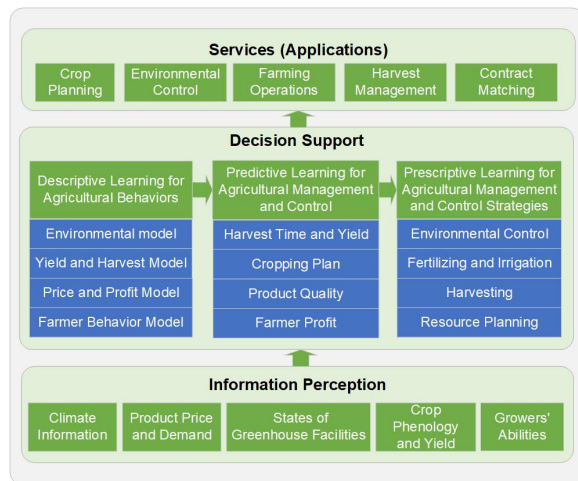 Services (Applications)
Crop
Planning
Environmental
Control
Farming
Operations
Harvest
Management
Contract
Matching
Decision Support
Descriptive Learning for
Agricultural Behaviors
Predictive Learning for
Agricultural Management
and Control
Prescriptive Learning for
Agricultural Management
and Control Strategies
Environmental model
Yield and Harvest Model
Price and Profit Model
Farmer Behavior Model
Harvest Time and Yield
Cropping Plan
Product Quality
Farmer Profit
Environmental Control
Fertilizing and Irrigation
Harvesting
Resource Planning
Information Perception
Climate
Information
Product Price
and Demand
States of
Greenhouse Facilities
Crop
Phenology
and Yield
Growers'
Abilities